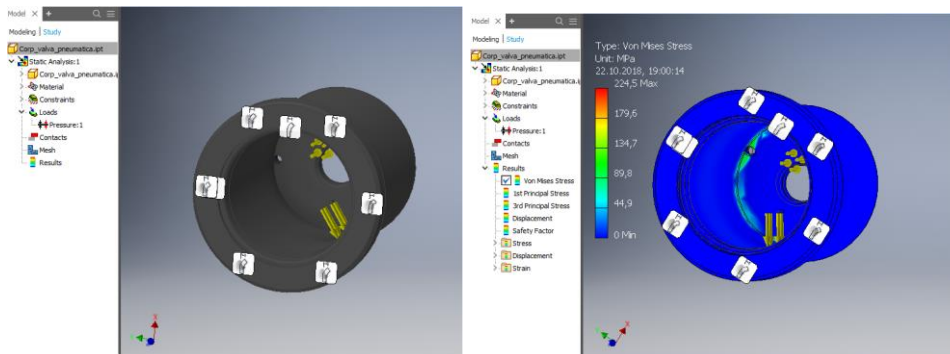 Model
Modeling | Study
Corp_valva_pneumatica.ipt
Static Analysis:1
Corp_valva_pneumatica.ip
Material
Constraints
Loads
Pressure:1
Contacts
Mesh
Results
Model
Modeling | Study
Corp_valva_pneumatica.ipt
Static Analysis:1
Corp_valva_pneumatica.i
Material
Constraints
Loads
Pressure:1
Contacts
Mesh
Results
Von Mises Stress
1st Principal Stress
3rd Principal Stress
Displacement
Safety Factor
Stress
Displacement
Strain
Type: Von Mises Stress
Unit: MPa
22.10.2018, 19:00:14
224,5 Max
179,6
134,7
89,8
44,9
0 Min